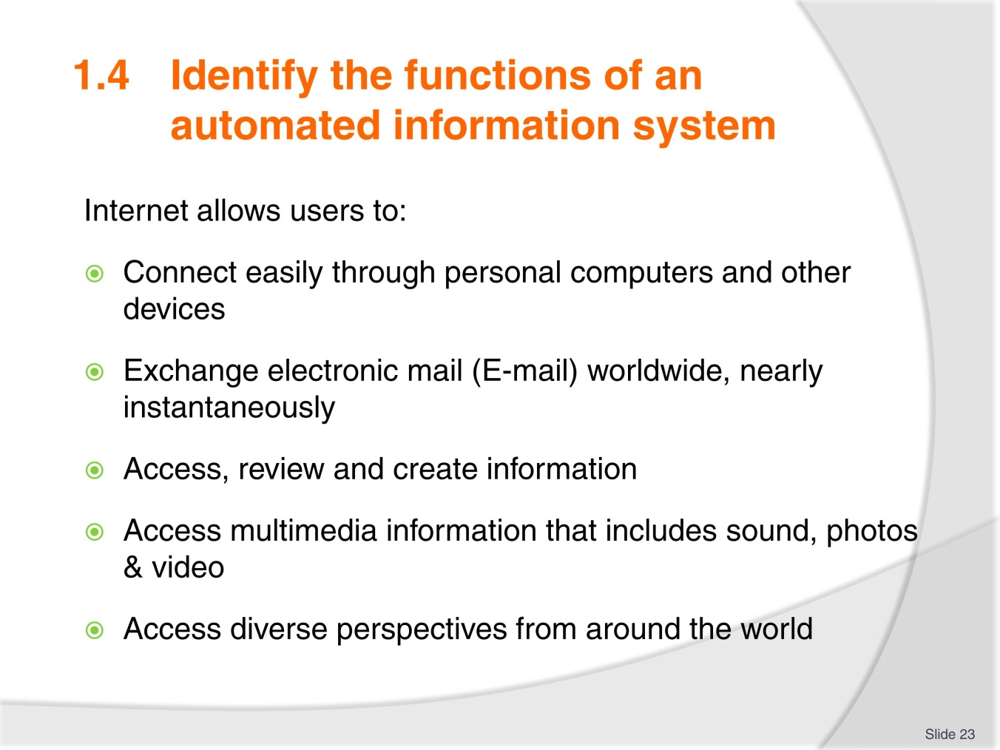 1.4 Identify the functions of an
automated information system
Internet allows users to:
Connect easily through personal computers and other
devices
Exchange electronic mail (E-mail) worldwide, nearly
instantaneously
Access, review and create information
Access multimedia information that includes sound, photos
& video
Access diverse perspectives from around the world
Slide 23